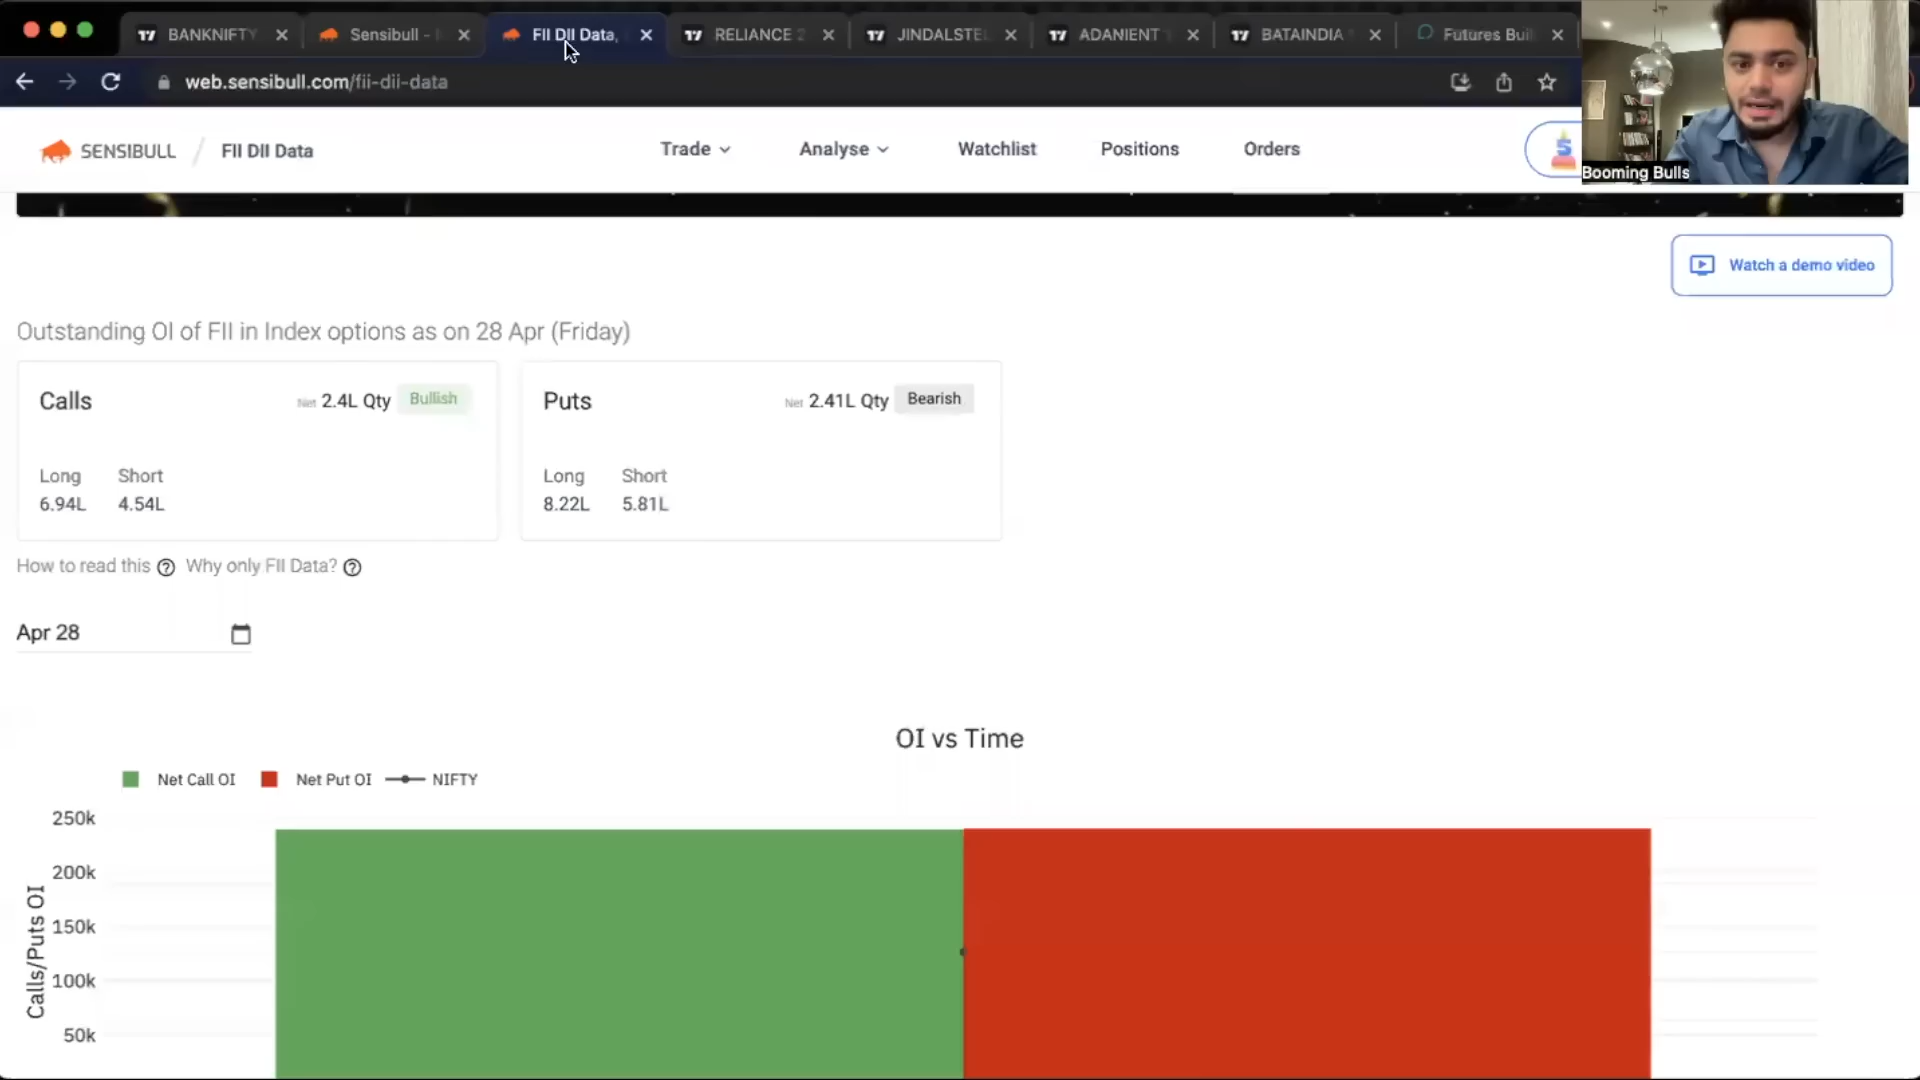 BANKNIFTY
Sensibull -
FII DII Data,
RELIANCE 2
JINDALSTEL
ADANIENT
BATAINDIA
Futures Buil
web.sensibull.com/fii-dii-data
SENSIBULL / FII DII Data
Trade
Analyse
Watchlist
Positions
Orders
5
Booming Bulls
Watch a demo video
Outstanding OI of FII in Index options as on 28 Apr (Friday)
Calls
Net 2.4L Qty Bullish
Long Short
6.94L 4.54L
Puts
Net 2.41L Qty Bearish
Long Short
8.22L 5.81L
How to read this ? Why only FII Data? ?
Apr 28
OI vs Time
Net Call OI Net Put OI NIFTY
Calls/Puts OI
250k
200k
150k
100k
50k